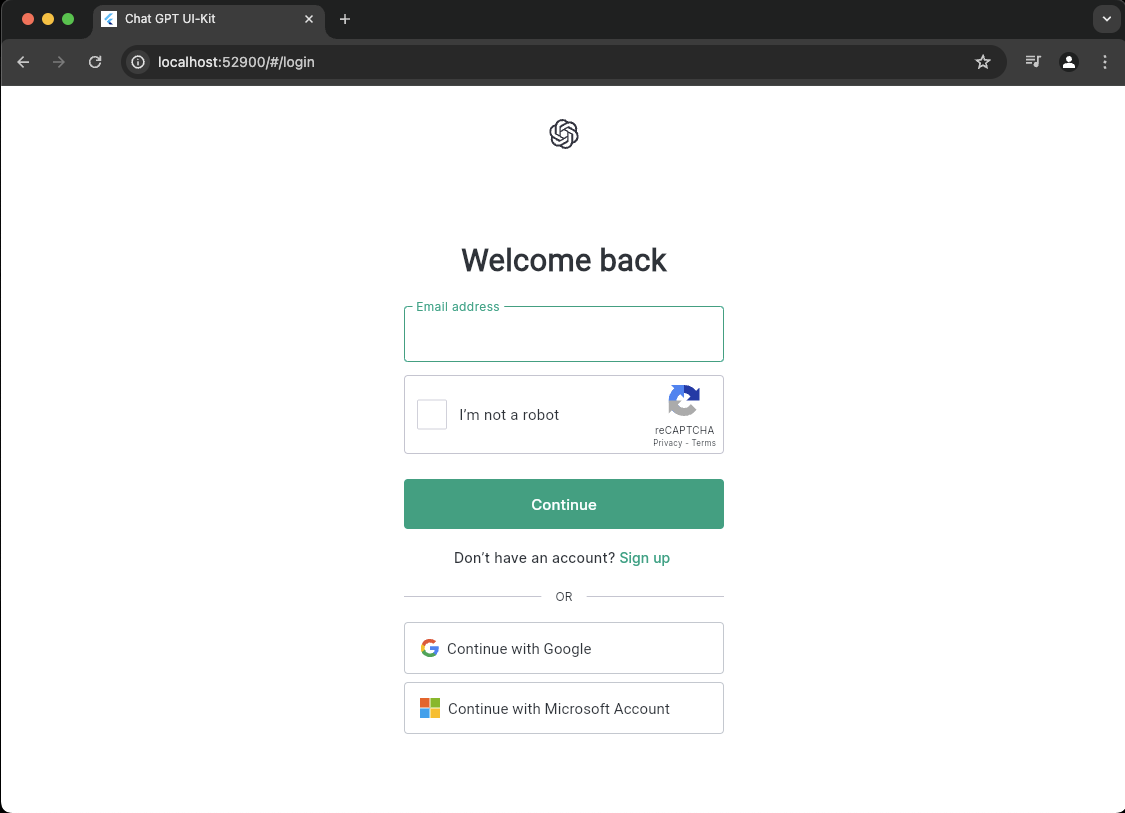 Chat GPT UI-Kit
localhost:52900/#/login
Welcome back
Email address
I’m not a robot
reCAPTCHA
Privacy - Terms
Continue
Don’t have an account? Sign up
OR
Continue with Google
Continue with Microsoft Account